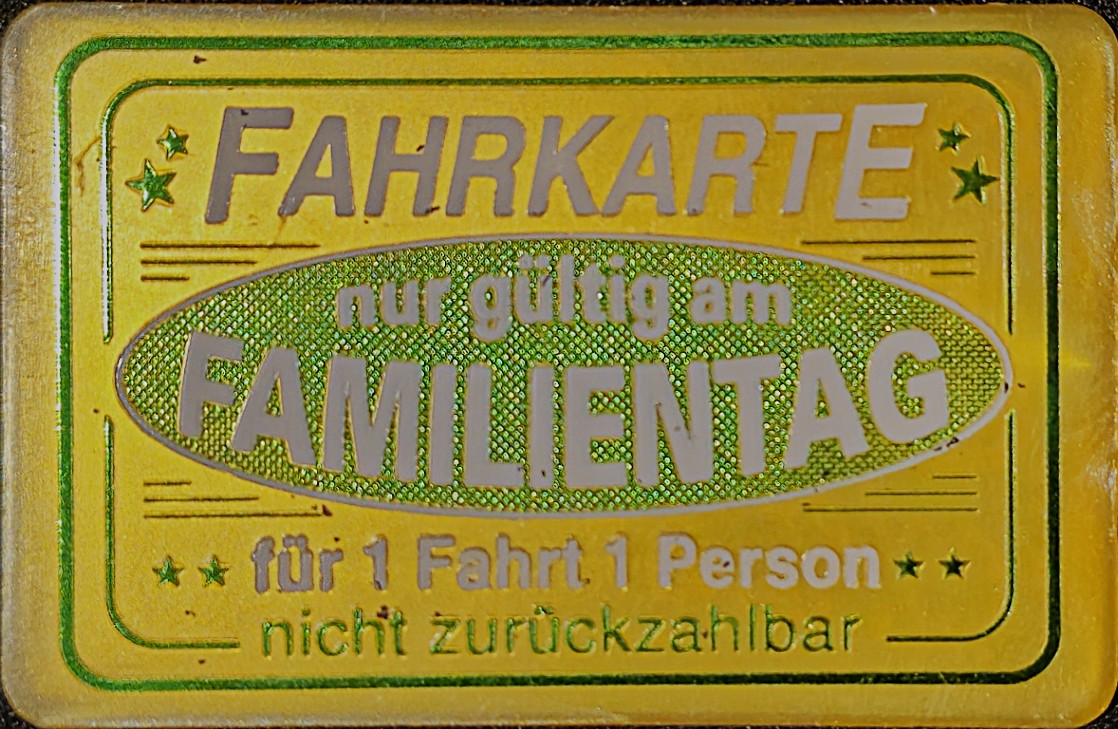 FAHRKARTE
nur gültig am
FAMILIENTAG
für 1 Fahrt 1 Person
nicht zurückzahlbar